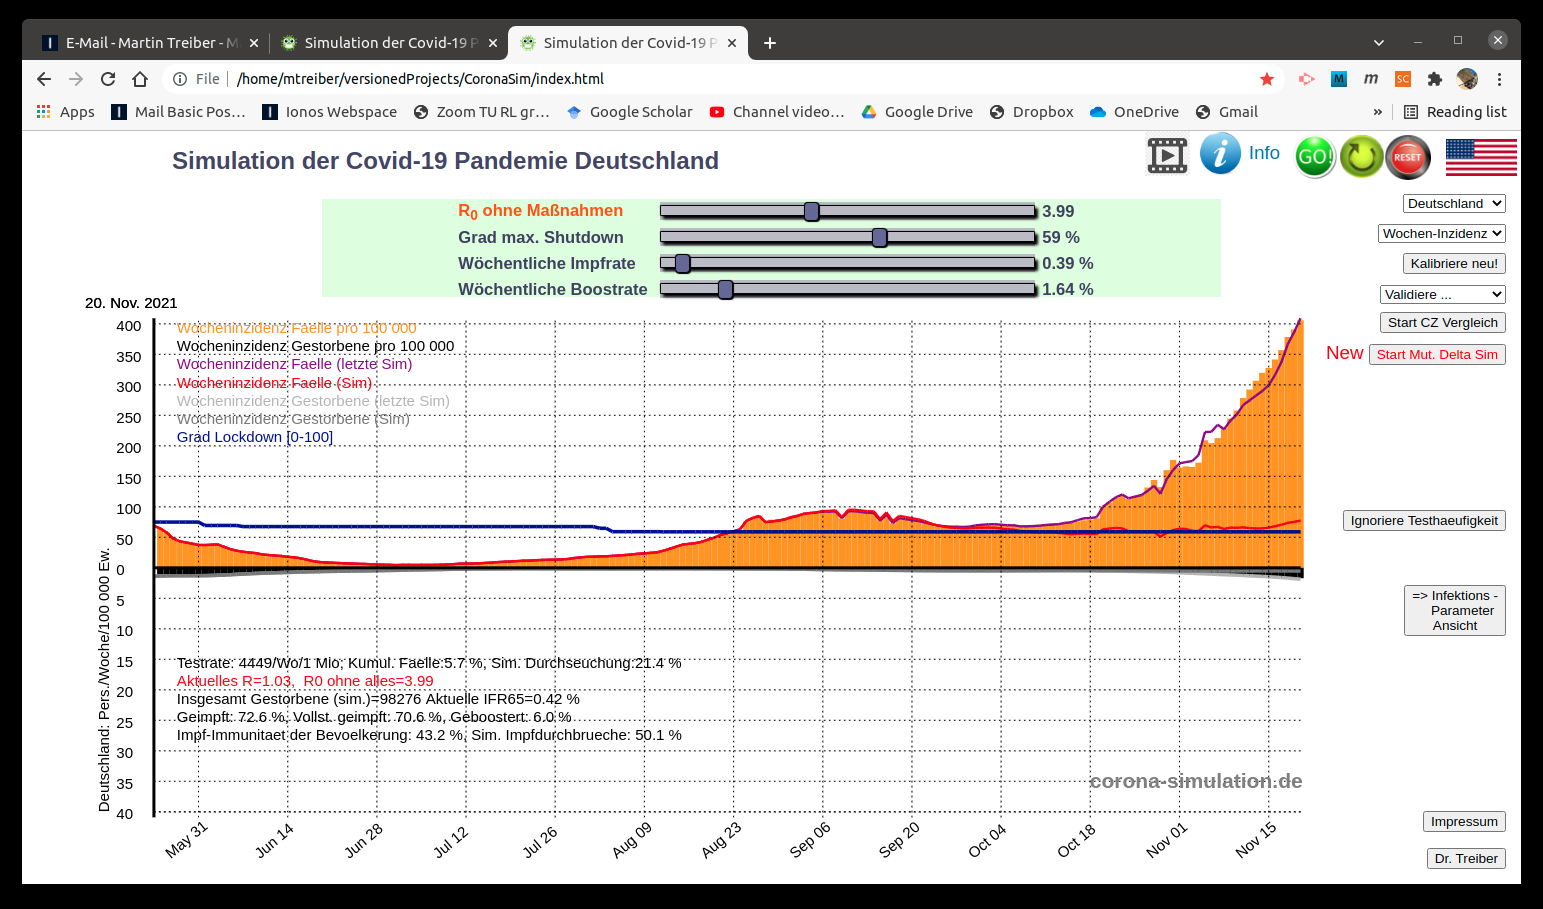 E-Mail - Martin Treiber - M
Simulation der Covid-19 P
Simulation der Covid-19 P
File
/home/mtreiber/versionedProjects/CoronaSim/index.html
Apps
Mail Basic Pos...
Ionos Webspace
Zoom TU RL gr...
Google Scholar
Channel video...
Google Drive
Dropbox
OneDrive
Gmail
»
Reading list
Simulation der Covid-19 Pandemie Deutschland
i
Info
GO!
RESET
R0 ohne Maßnahmen 3.99
Grad max. Shutdown 59 %
Wöchentliche Impfrate 0.39 %
Wöchentliche Boostrate 1.64 %
Deutschland
Wochen-Inzidenz
Kalibriere neu!
Validiere ...
Start CZ Vergleich
New
Start Mut. Delta Sim
Ignoriere Testhaeufigkeit
=> Infektions -
Parameter
Ansicht
Impressum
Dr. Treiber
20. Nov. 2021
Wocheninzidenz Faelle pro 100 000
Wocheninzidenz Gestorbene pro 100 000
Wocheninzidenz Faelle (letzte Sim)
Wocheninzidenz Faelle (Sim)
Wocheninzidenz Gestorbene (letzte Sim)
Wocheninzidenz Gestorbene (Sim)
Grad Lockdown [0-100]
400
350
300
250
200
150
100
50
0
5
10
15
20
25
30
35
40
Deutschland: Pers./Woche/100 000 Ew.
Testrate: 4449/Wo/1 Mio; Kumul. Faelle:5.7 %, Sim. Durchseuchung:21.4 %
Aktuelles R=1.03, R0 ohne alles=3.99
Insgesamt Gestorbene (sim.)=98276 Aktuelle IFR65=0.42 %
Geimpft: 72.6 %, Vollst. geimpft: 70.6 %, Geboostert: 6.0 %
Impf-Immunitaet der Bevoelkerung: 43.2 %, Sim. Impfdurchbrueche: 50.1 %
corona-simulation.de
May 31
Jun 14
Jun 28
Jul 12
Jul 26
Aug 09
Aug 23
Sep 06
Sep 20
Oct 04
Oct 18
Nov 01
Nov 15